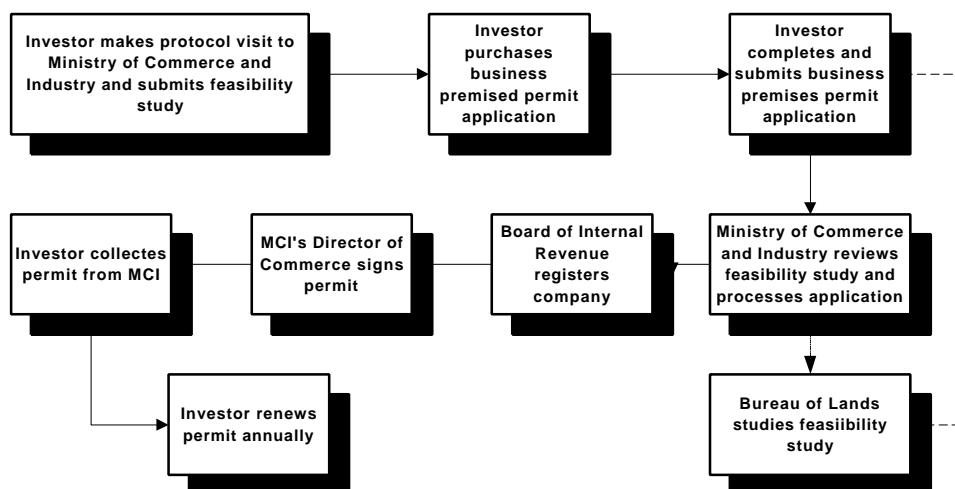 Investor makes protocol visit to
Ministry of Commerce and
Industry and submits feasibility
study
Investor
purchases
business
premised permit
application
Investor
completes and
submits business
premises permit
application
Investor collectes
permit from MCI
MCI's Director of
Commerce signs
permit
Board of Internal
Revenue
registers
company
Ministry of Commerce
and Industry reviews
feasibility study and
processes application
Investor renews
permit annually
Bureau of Lands
studies feasiibility
study